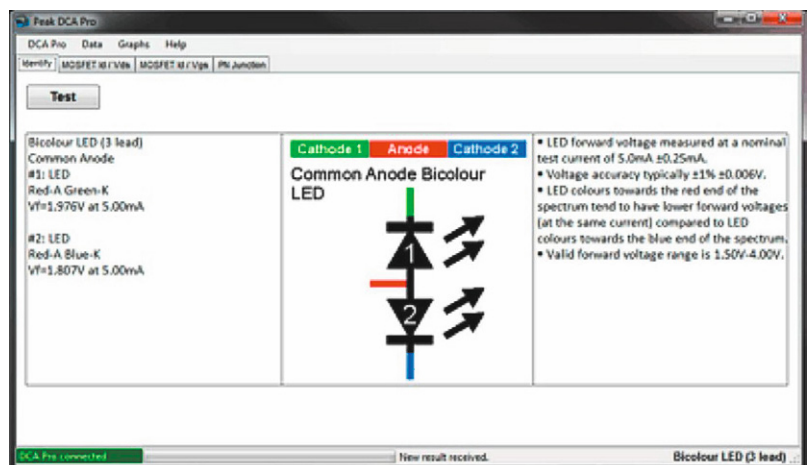 Peak DCA Pro
DCA Pro Data Graphs Help
Identify MOSFET Id / Vds MOSFET Id / Vgs PN Junction
Test
Bicolour LED (3 lead)
Common Anode
#1: LED
Red-A Green-K
Vf=1.976V at 5.00mA
#2: LED
Red-A Blue-K
Vf=1.807V at 5.00mA
Cathode 1 Anode Cathode 2
Common Anode Bicolour
LED
1
2
• LED forward voltage measured at a nominal
test current of 5.0mA ±0.25mA.
• Voltage accuracy typically ±1% ±0.006V.
• LED colours towards the red end of the
spectrum tend to have lower forward voltages
(at the same current) compared to LED
colours towards the blue end of the spectrum.
• Valid forward voltage range is 1.50V-4.00V.
DCA Pro connected New result received. Bicolour LED (3 lead)